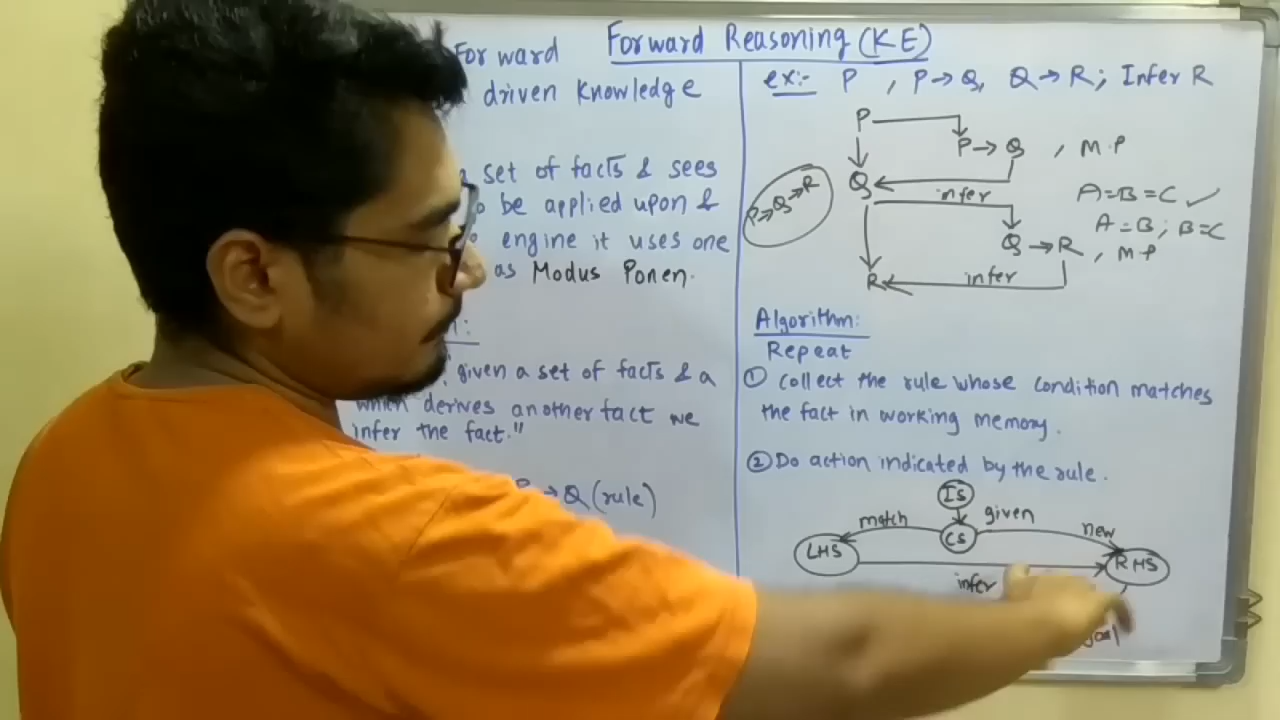 Forward Reasoning (KE)
Forward
driven Knowledge
set of facts & sees
be applied upon &
engine it uses one
as Modus Ponen.
given a set of facts & a
which derives another fact we
infer the fact."
Q (rule)
ex:- P , P→Q, Q→R; Infer R
P
P→Q , M.P
Q infer
P→Q→R
A=B=C ✓
A=B; B=C
Q→R, MP
R infer
Algorithm:
Repeat
① Collect the rule whose condition matches
the fact in working memory.
② Do action indicated by the rule.
IS
match CS given new
LHS RHS
infer